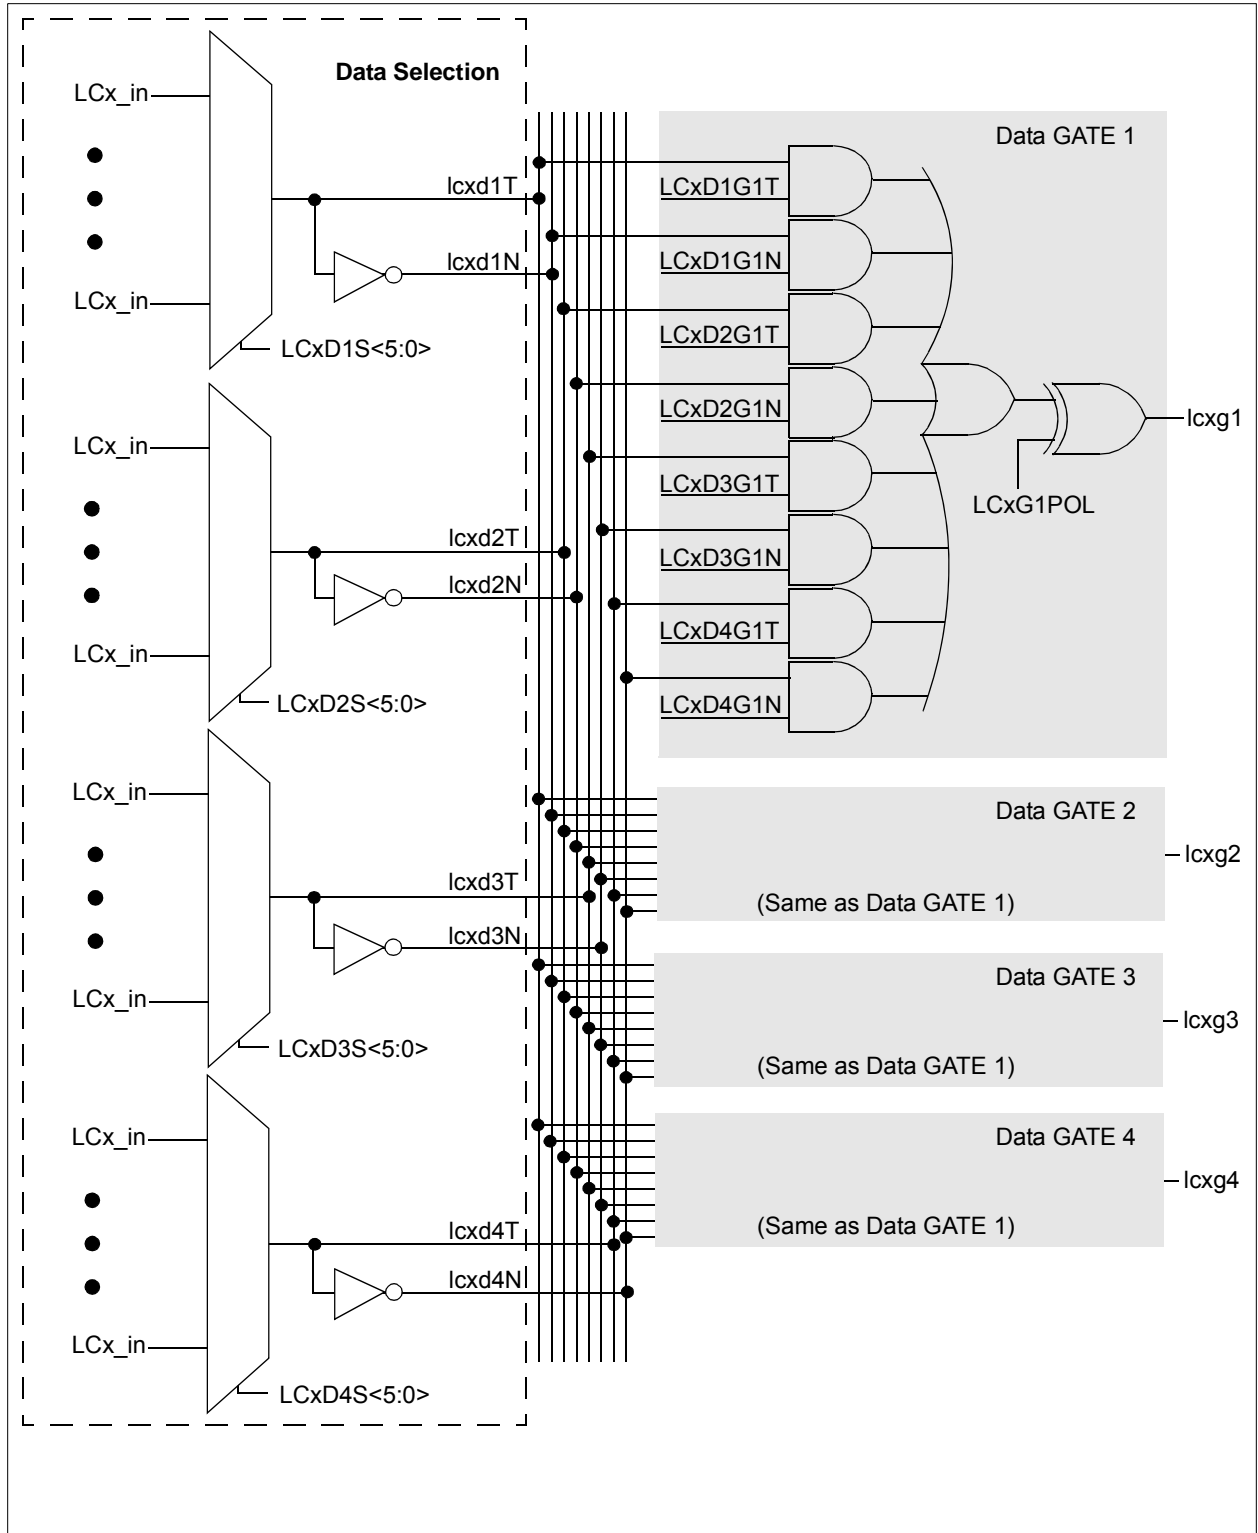 Data Selection
LCx_in
LCx_in
lcxd1T
lcxd1N
LCxD1S<5:0>
LCx_in
LCx_in
lcxd2T
lcxd2N
LCxD2S<5:0>
LCx_in
LCx_in
lcxd3T
lcxd3N
LCxD3S<5:0>
LCx_in
LCx_in
lcxd4T
lcxd4N
LCxD4S<5:0>
Data GATE 1
LCxD1G1T
LCxD1G1N
LCxD2G1T
LCxD2G1N
LCxD3G1T
LCxD3G1N
LCxD4G1T
LCxD4G1N
LCxG1POL
lcxg1
Data GATE 2
(Same as Data GATE 1)
lcxg2
Data GATE 3
(Same as Data GATE 1)
lcxg3
Data GATE 4
(Same as Data GATE 1)
lcxg4